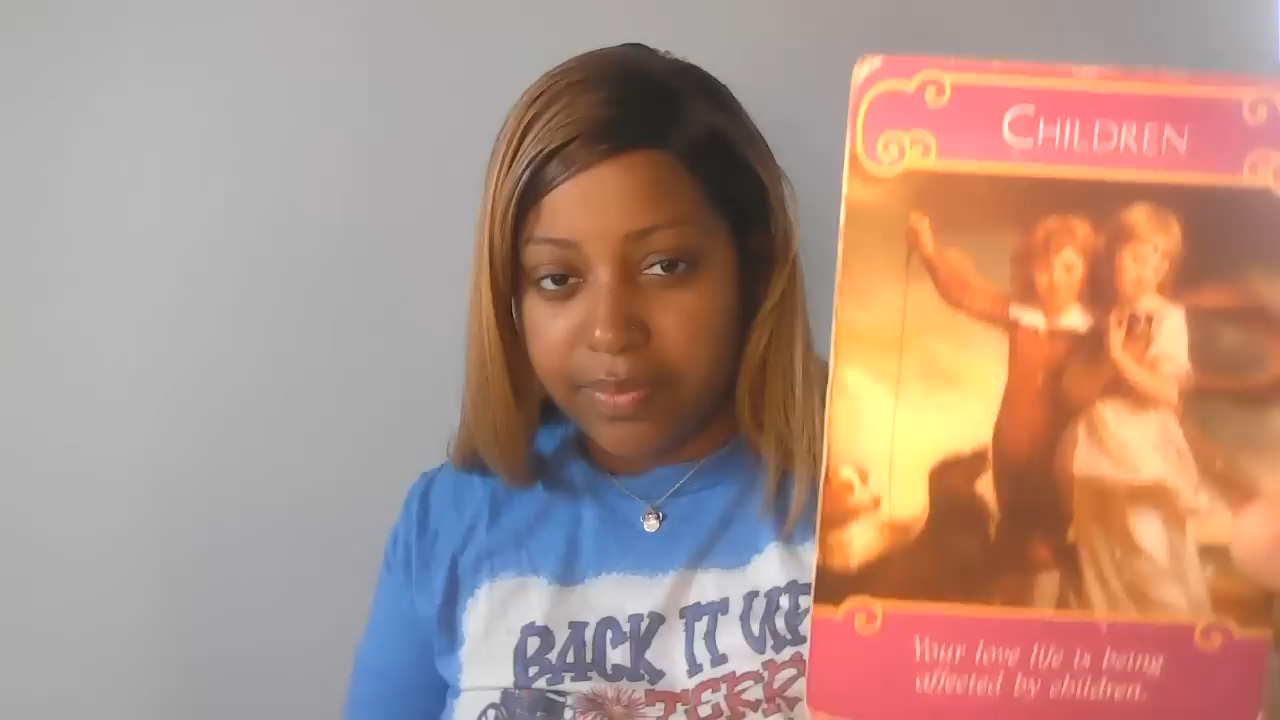 CHILDREN
BACK IT UP
TERR
Your love life is being
affected by children.